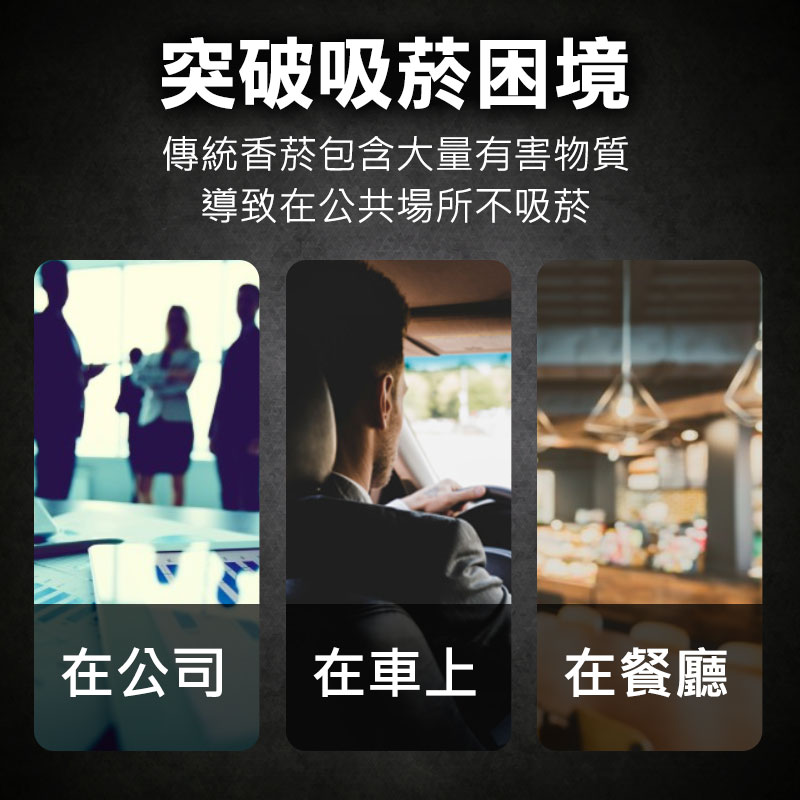 突破吸菸困境
傳統香菸包含大量有害物質
導致在公共場所不吸菸
在公司
在車上
在餐廳